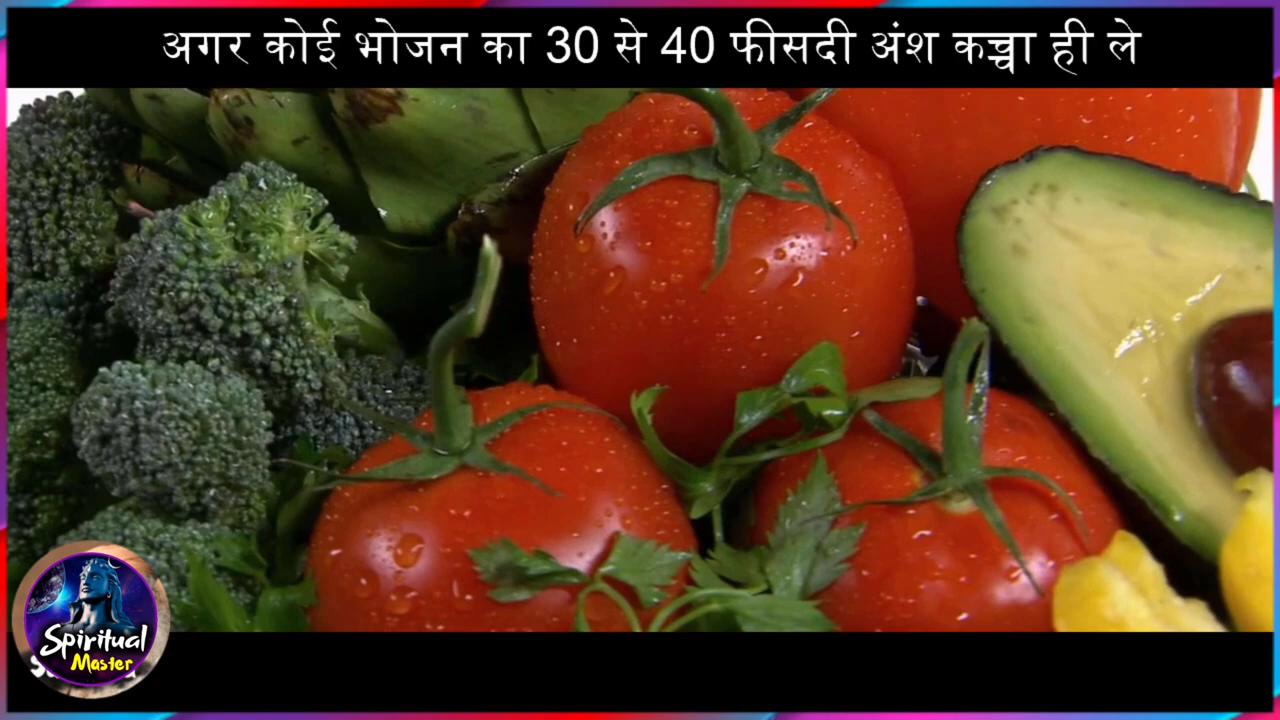 अगर कोई भोजन का 30 से 40 फीसदी अंश कच्चा ही ले
Spiritual
Master